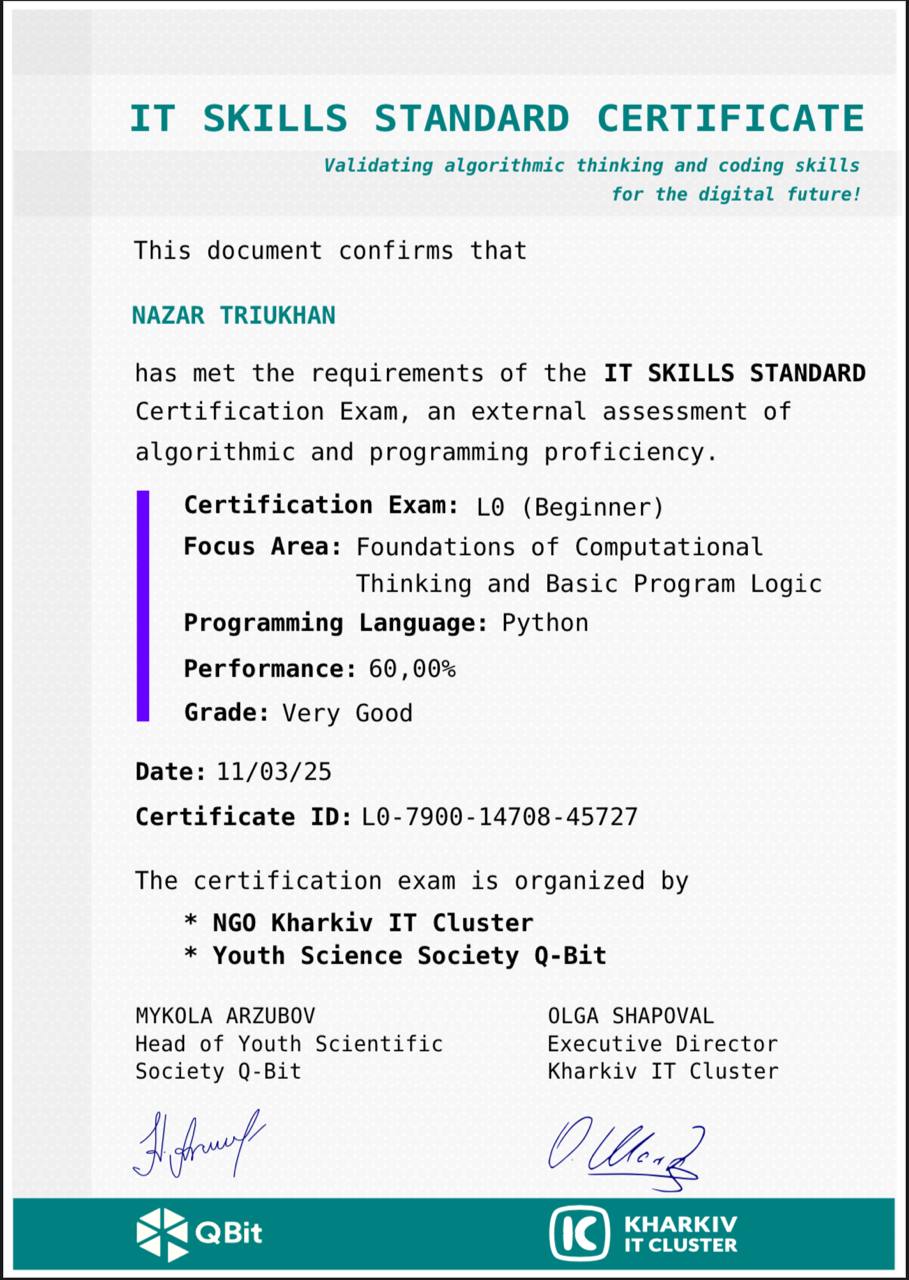 IT SKILLS STANDARD CERTIFICATE
Validating algorithmic thinking and coding skills
for the digital future!
This document confirms that
NAZAR TRIUKHAN
has met the requirements of the IT SKILLS STANDARD
Certification Exam, an external assessment of
algorithmic and programming proficiency.
Certification Exam: L0 (Beginner)
Focus Area: Foundations of Computational
Thinking and Basic Program Logic
Programming Language: Python
Performance: 60,00%
Grade: Very Good
Date: 11/03/25
Certificate ID: L0-7900-14708-45727
The certification exam is organized by
* NGO Kharkiv IT Cluster
* Youth Science Society Q-Bit
MYKOLA ARZUBOV
Head of Youth Scientific
Society Q-Bit
OLGA SHAPOVAL
Executive Director
Kharkiv IT Cluster
QBit
KHARKIV
IT CLUSTER